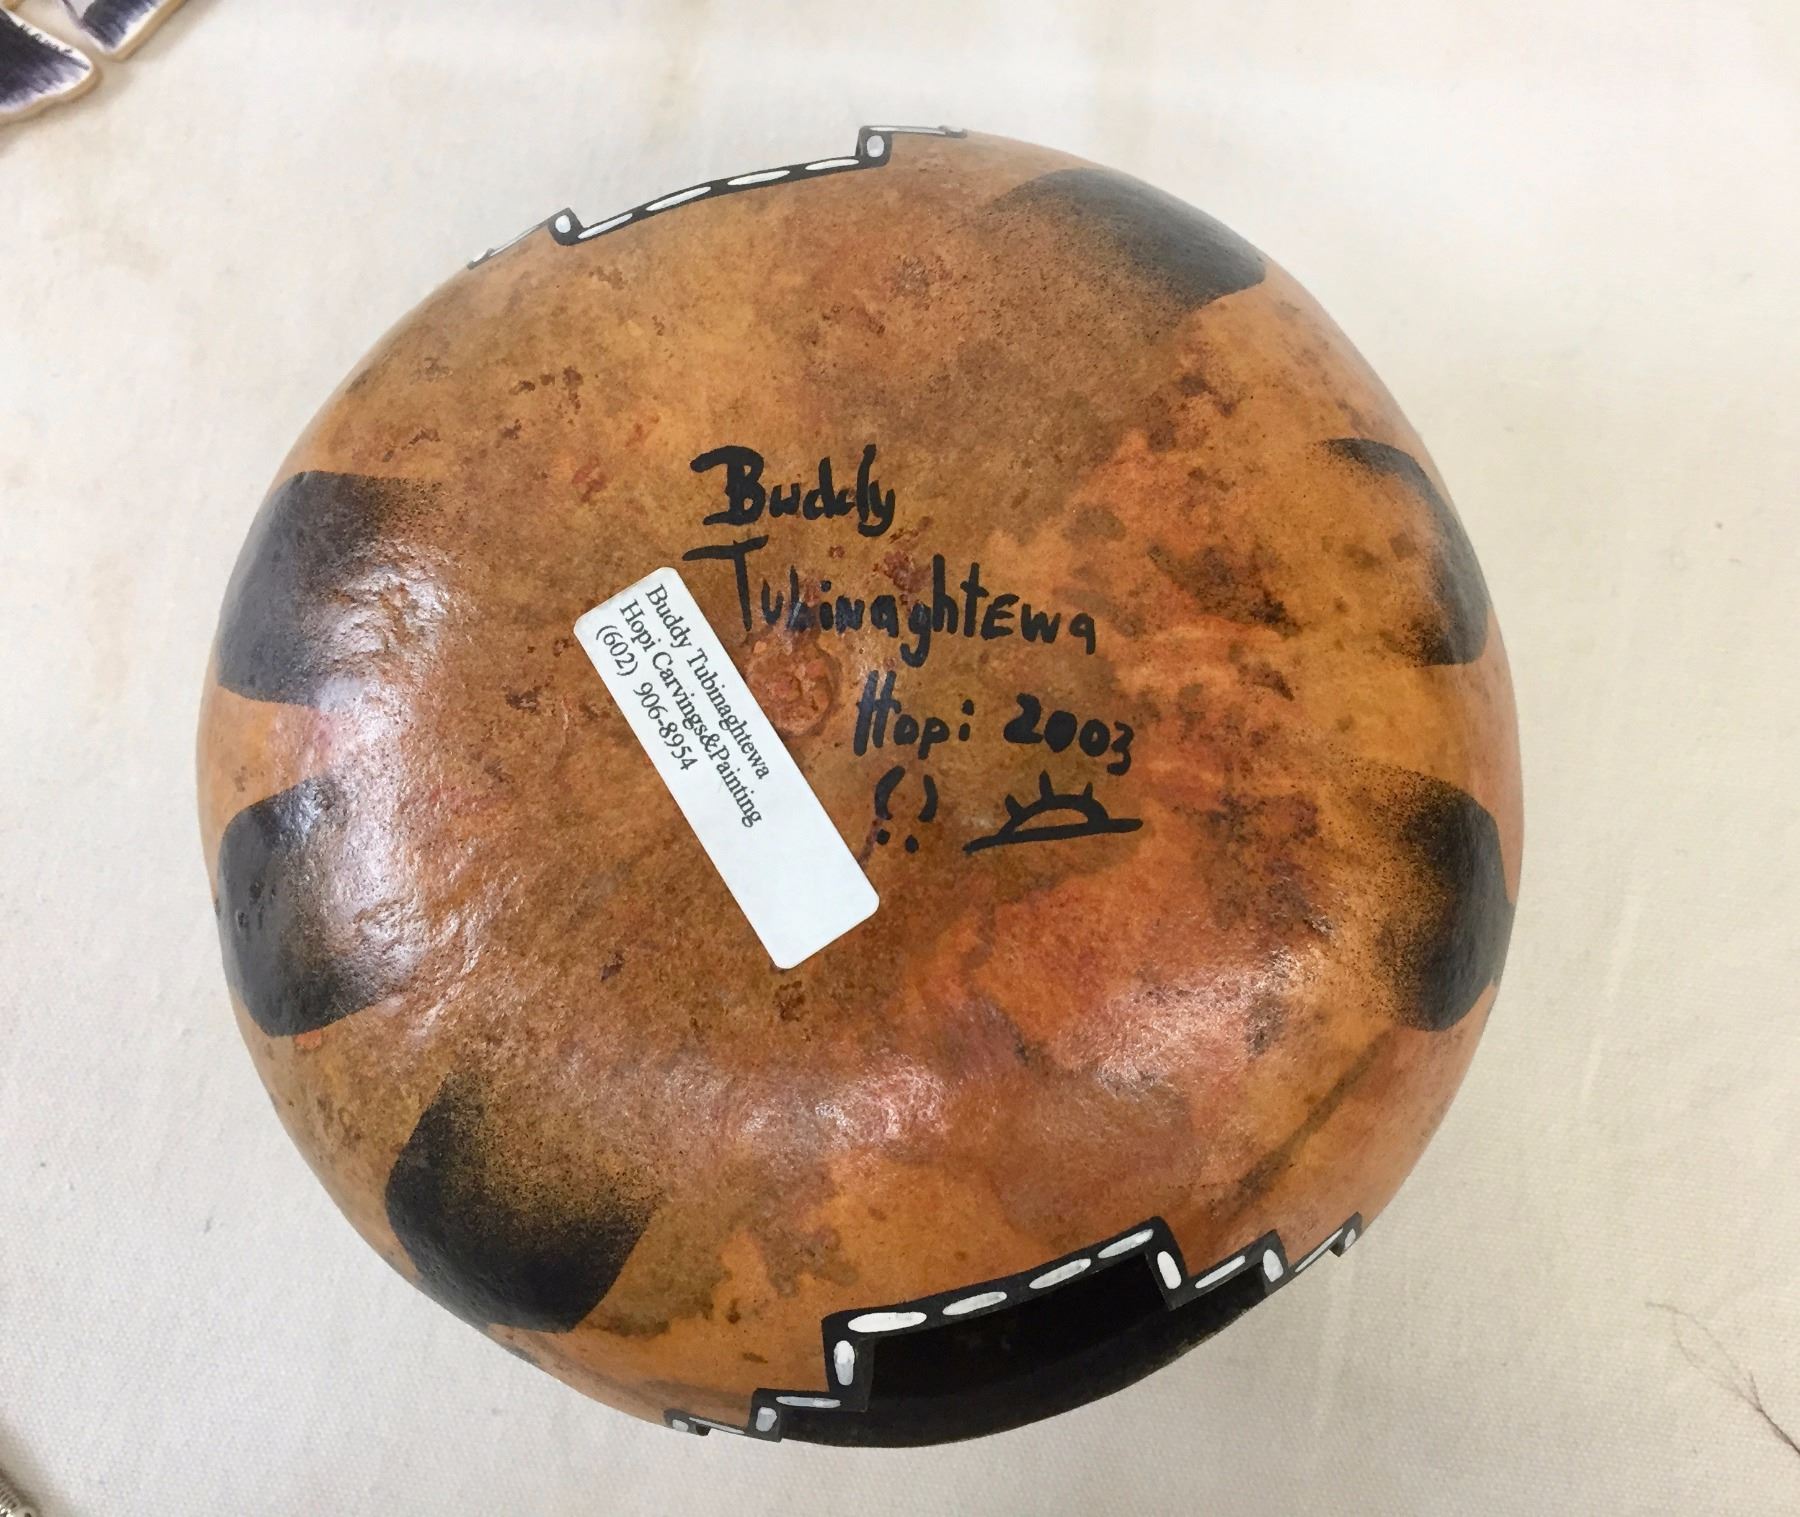 Buddy
Tubinaghtewa
Hopi 2003
Buddy Tubinaghtewa
Hopi Carvings&Painting
(602) 906-8954